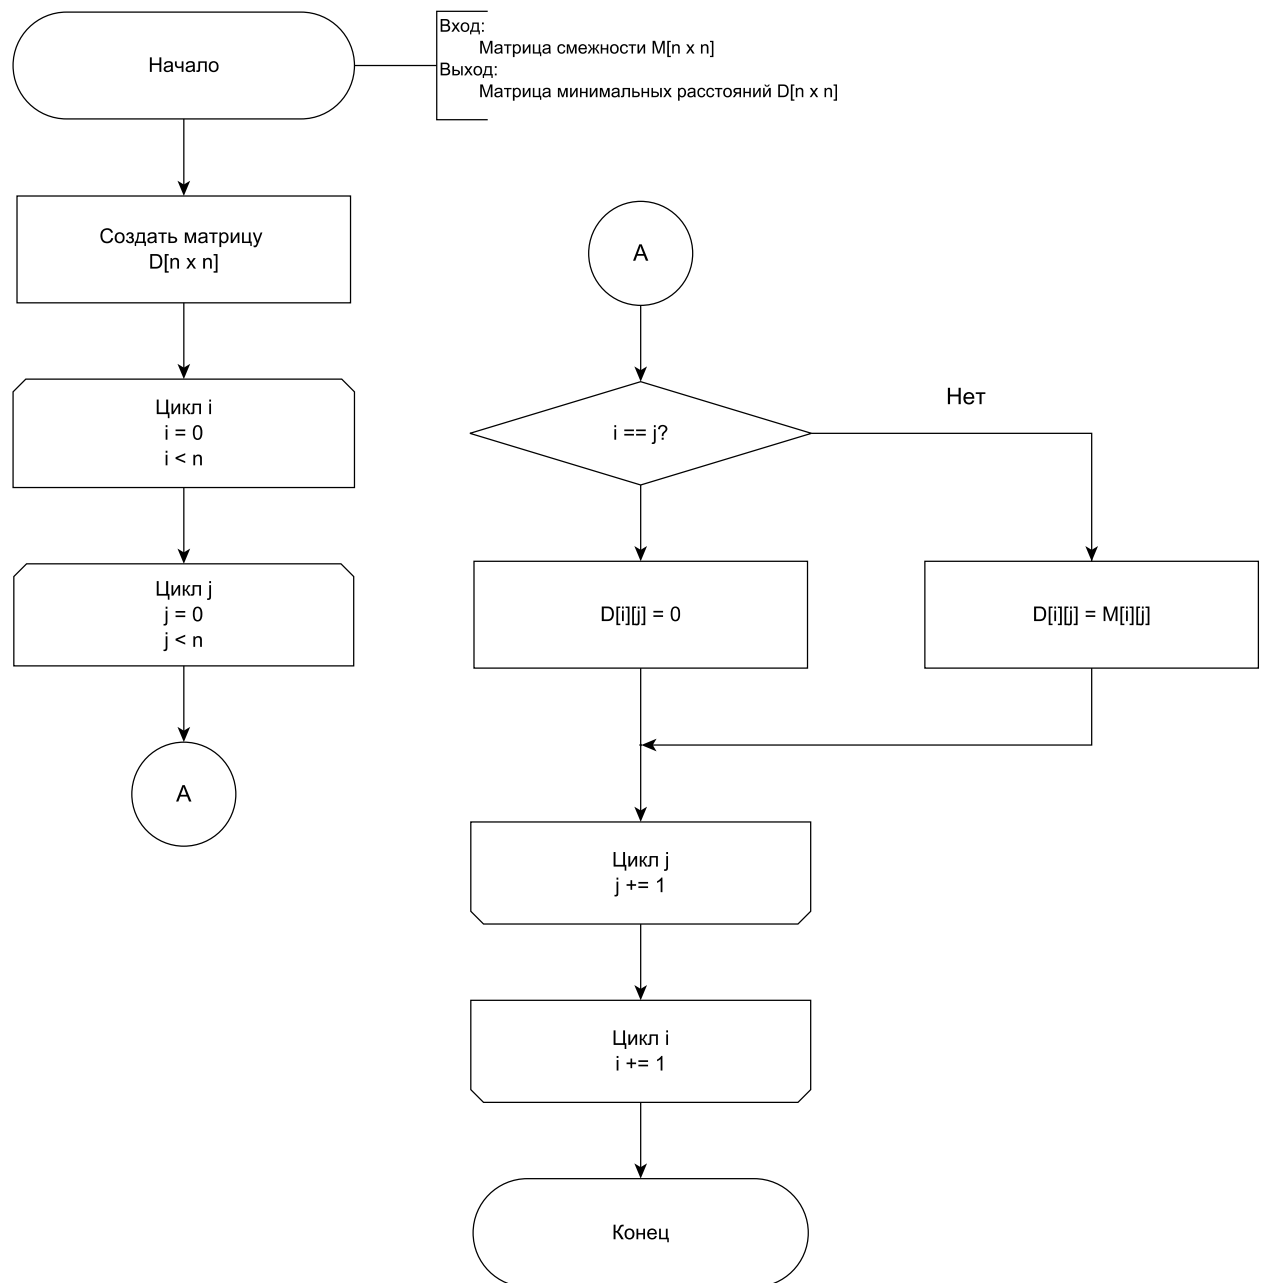 Начало
Вход:
Матрица смежности M[n x n]
Выход:
Матрица минимальных расстояний D[n x n]
Создать матрицу
D[n x n]
Цикл i
i = 0
i < n
Цикл j
j = 0
j < n
A
A
i == j?
Нет
D[i][j] = 0
D[i][j] = M[i][j]
Цикл j
j += 1
Цикл i
i += 1
Конец